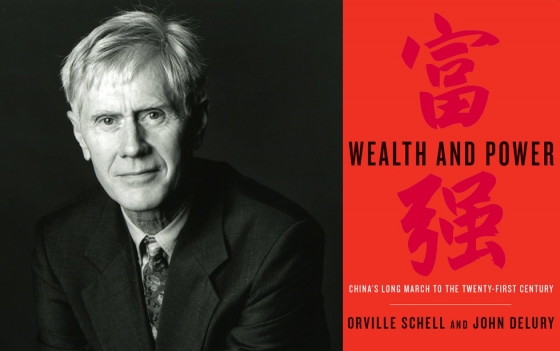 富
WEALTH AND POWER
强
CHINA'S LONG MARCH TO THE TWENTY-FIRST CENTURY
ORVILLE SCHELL AND JOHN DELURY